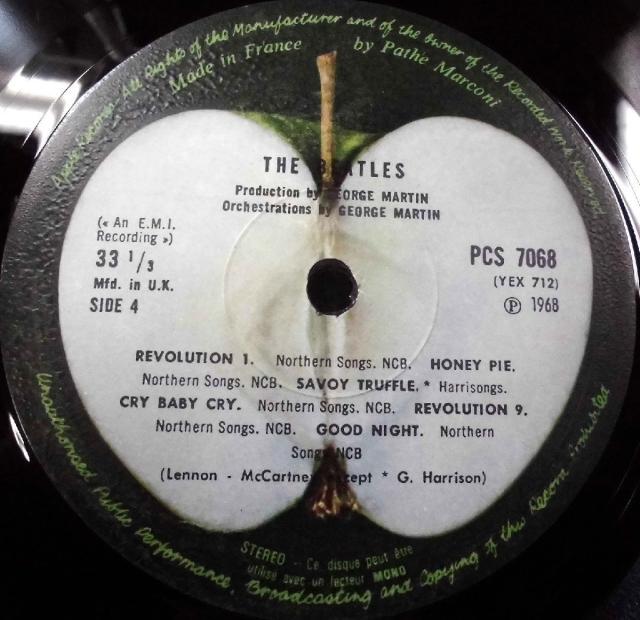 Apple Records All Rights of the Manufacturer and of the Owner of the Recorded Work Reserved
Made in France by Pathe Marconi
THE BEATLES
Production by GEORGE MARTIN
Orchestrations by GEORGE MARTIN
(« An E.M.I.
Recording »)
33 1/3
Mfd. in U.K.
SIDE 4
PCS 7068
(YEX 712)
℗ 1968
REVOLUTION 1. Northern Songs. NCB. HONEY PIE.
Northern Songs. NCB. SAVOY TRUFFLE. * Harrisongs.
CRY BABY CRY. Northern Songs. NCB. REVOLUTION 9.
Northern Songs. NCB. GOOD NIGHT. Northern
Songs NCB
(Lennon - McCartney except * G. Harrison)
STEREO - Ce disque peut être
utilisé avec un lecteur MONO
Unauthorised Public Performance, Broadcasting and Copying of this Record Prohibited